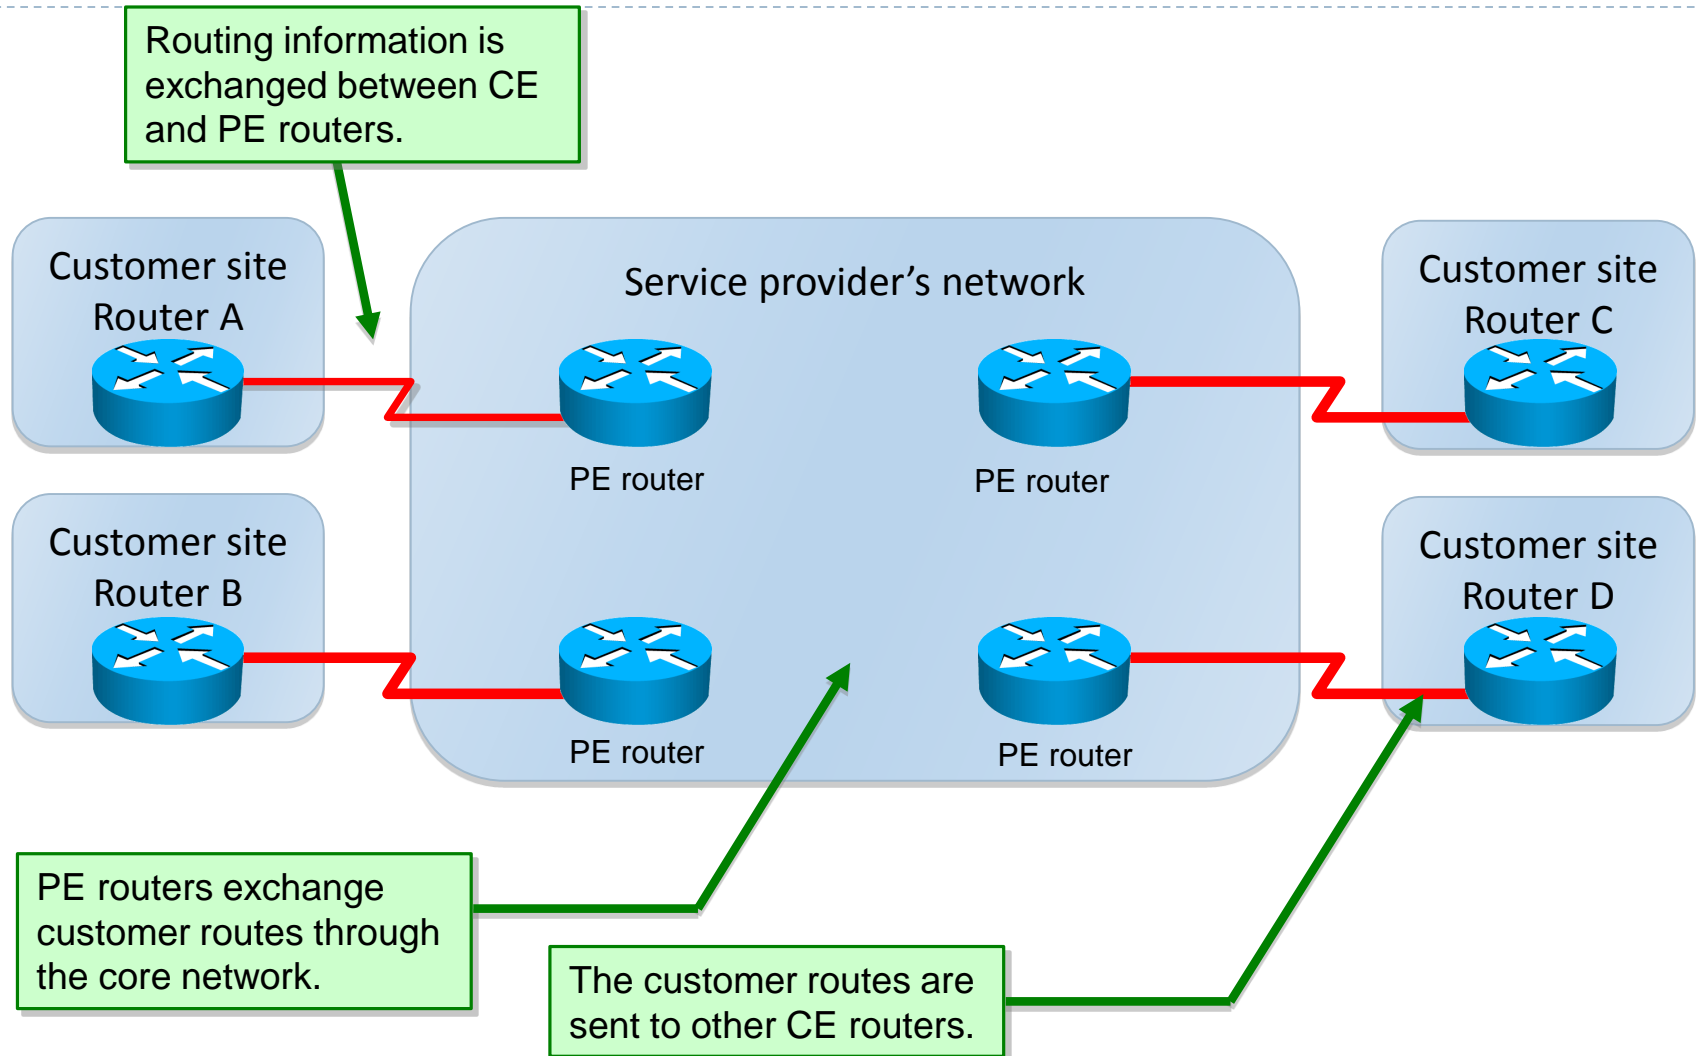 Routing information is
exchanged between CE
and PE routers.
Customer site
Router A
Service provider’s network
Customer site
Router C
PE router
PE router
Customer site
Router B
Customer site
Router D
PE router
PE router
PE routers exchange
customer routes through
the core network.
The customer routes are
sent to other CE routers.